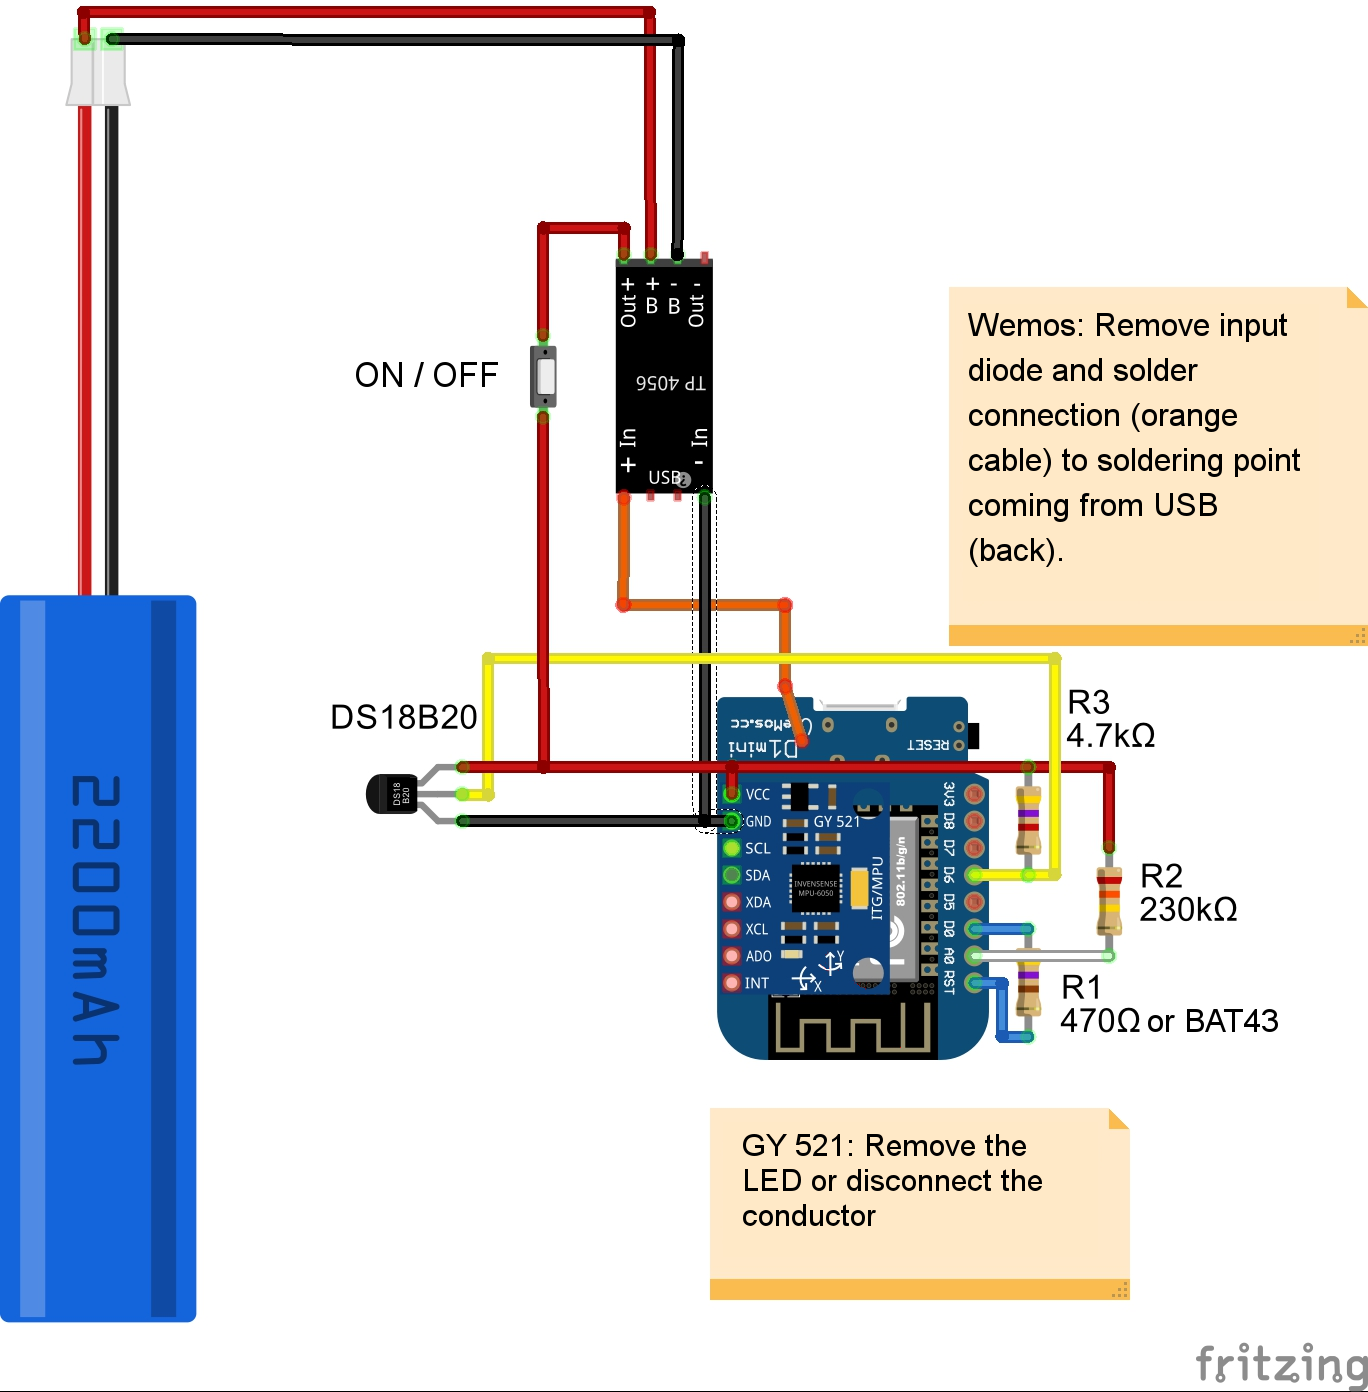 Out+
+ B
- B
Out -
TP 4056
+ In
- In
USB
ON / OFF
Wemos: Remove input
diode and solder
connection (orange
cable) to soldering point
coming from USB
(back).
R3
4.7kΩ
DS18B20
DS18
B20
WeMos.cc
D1mini
RESET
VCC
GND
SCL
SDA
XDA
XCL
ADO
INT
GY 521
INVENSENSE
MPU-6050
ITG/MPU
Y
X
802.11b/g/n
3V3
D8
D7
D6
D5
D0
A0
RST
R2
230kΩ
R1
470Ω or BAT43
2200mAh
GY 521: Remove the
LED or disconnect the
conductor
fritzing